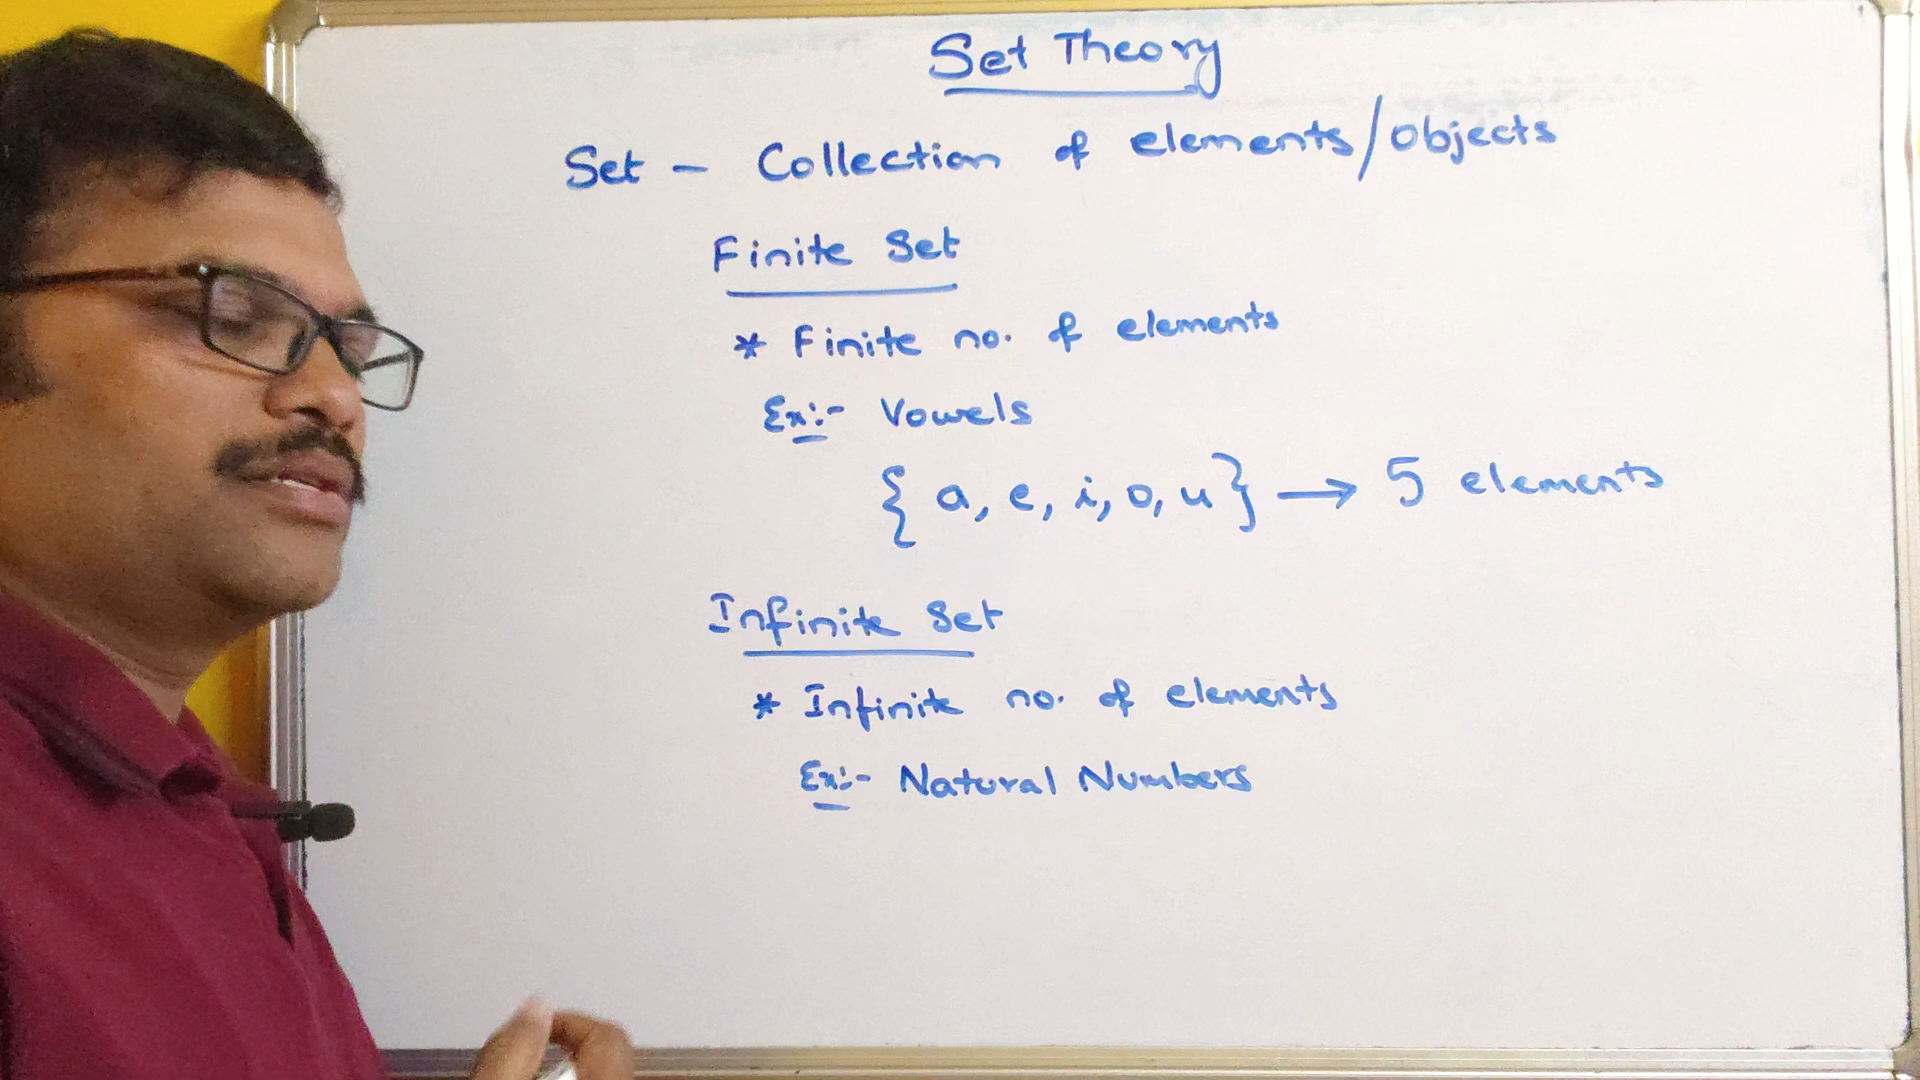 Set Theory
Set - Collection of elements/objects
Finite Set
* Finite no. of elements
Ex:- Vowels
{ a, e, i, o, u } → 5 elements
Infinite Set
* Infinite no. of elements
Ex:- Natural Numbers